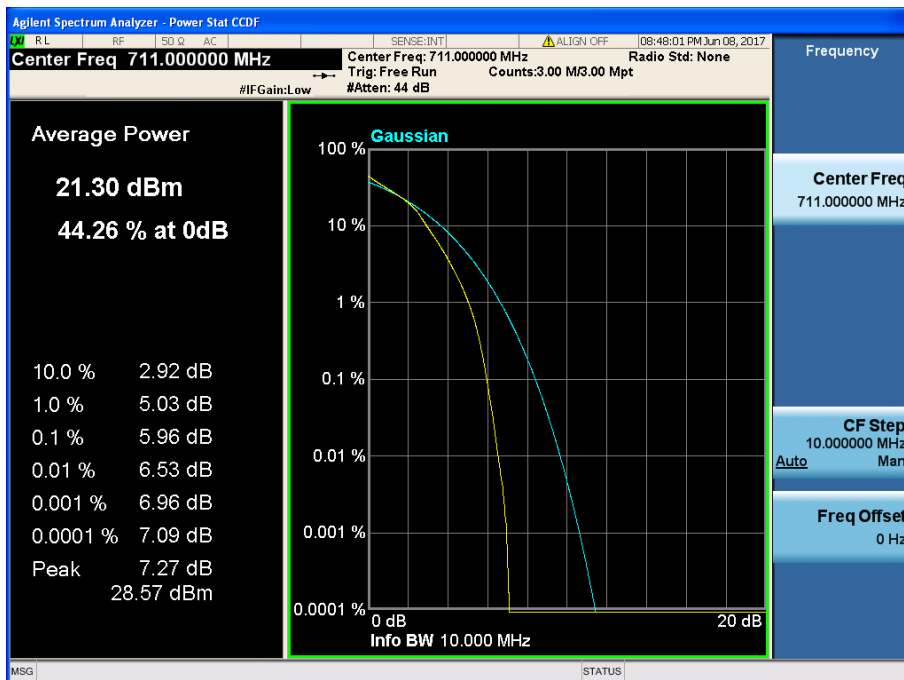 Agilent Spectrum Analyzer - Power Stat CCDF
LXI RL RF 50 Ω AC SENSE:INT ALIGN OFF 08:48:01 PM Jun 08, 2017
Center Freq 711.000000 MHz
Center Freq: 711.000000 MHz Radio Std: None
Trig: Free Run Counts:3.00 M/3.00 Mpt
#IFGain:Low #Atten: 44 dB
Average Power
21.30 dBm
44.26 % at 0dB
10.0 % 2.92 dB
1.0 % 5.03 dB
0.1 % 5.96 dB
0.01 % 6.53 dB
0.001 % 6.96 dB
0.0001 % 7.09 dB
Peak 7.27 dB
28.57 dBm
Gaussian
100 %
10 %
1 %
0.1 %
0.01 %
0.001 %
0.0001 %
0 dB 20 dB
Info BW 10.000 MHz
Frequency
Center Freq
711.000000 MHz
CF Step
10.000000 MHz
Auto Man
Freq Offset
0 Hz
MSG STATUS